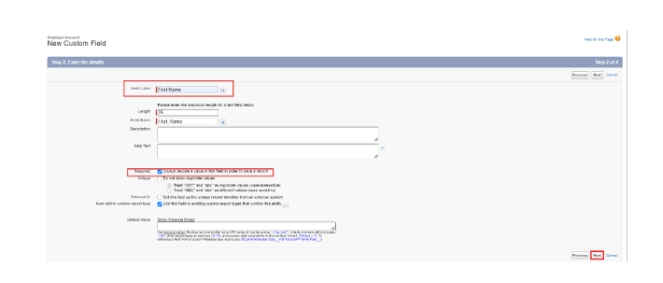 Employee Account
New Custom Field
Help for this Page
Step 2. Enter the details
Step 2 of 4
Previous Next Cancel
Field Label First Name i
Please enter the maximum length for a text field below.
Length 25
Field Name First_Name i
Description
Help Text i
Required Always require a value in this field in order to save a record
Unique Do not allow duplicate values
Treat "ABC" and "abc" as duplicate values (case insensitive)
Treat "ABC" and "abc" as different values (case sensitive)
External ID Set this field as the unique record identifier from an external system
Auto add to custom report type Add this field to existing custom report types that contain this entity
Default Value Show Formula Editor
Previous Next Cancel